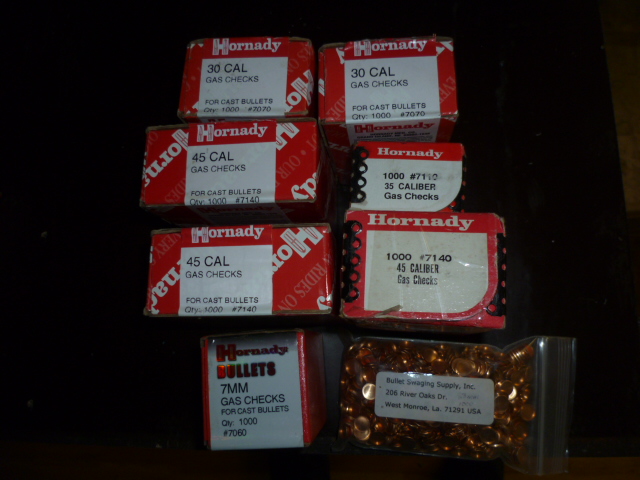 Hornady
30 CAL
GAS CHECKS
FOR CAST BULLETS
Qty: 1000 #7070
Hornady
30 CAL
GAS CHECKS
FOR CAST BULLETS
Qty: 1000 #7070
Hornady
Hornady
45 CAL
GAS CHECKS
FOR CAST BULLETS
Qty: 1000 #7140
Hornady
1000 #7110
35 CALIBER
Gas Checks
Hornady
45 CAL
GAS CHECKS
FOR CAST BULLETS
Qty: 1000 #7140
Hornady
1000 #7140
45 CALIBER
Gas Checks
Hornady
BULLETS
7MM
GAS CHECKS
FOR CAST BULLETS
Qty: 1000
#7060
Bullet Swaging Supply, Inc.
206 River Oaks Dr.
West Monroe, La. 71291 USA